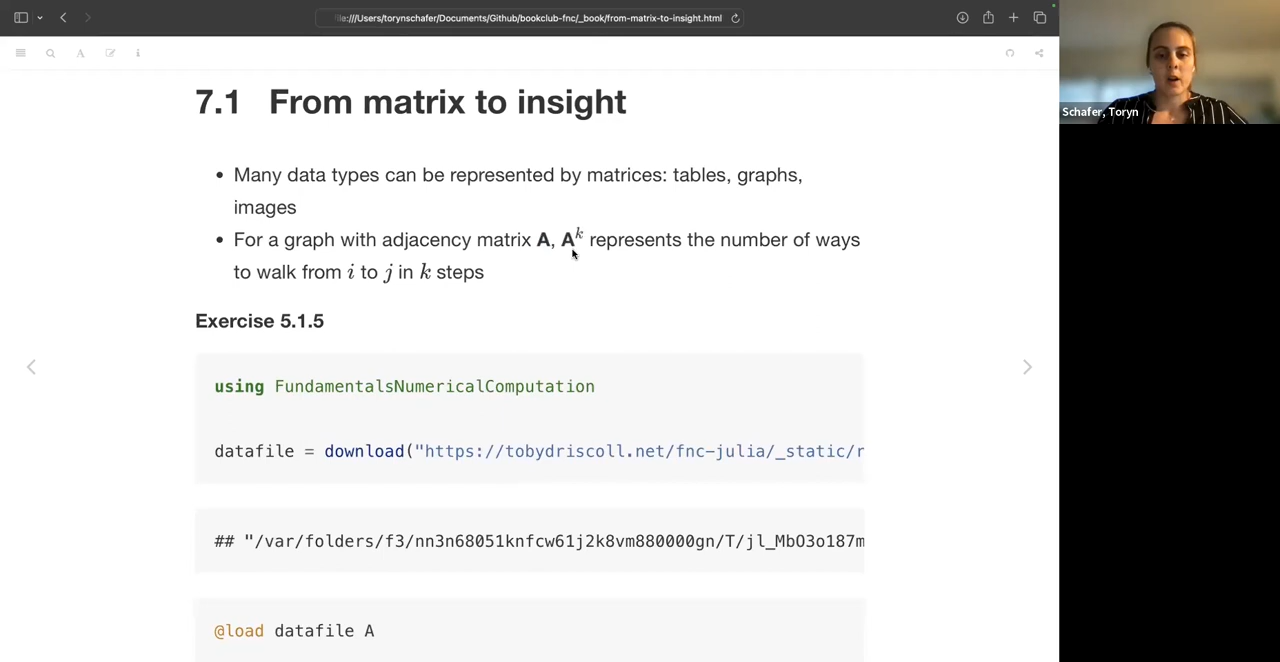 ile:///Users/torynschafer/Documents/Github/bookclub-fnc/_book/from-matrix-to-insight.html
Schafer, Toryn
7.1 From matrix to insight
• Many data types can be represented by matrices: tables, graphs,
images
• For a graph with adjacency matrix A, A^k represents the number of ways
to walk from i to j in k steps
Exercise 5.1.5
using FundamentalsNumericalComputation
datafile = download("https://tobydriscoll.net/fnc-julia/_static/r
## "/var/folders/f3/nn3n68051knfcw61j2k8vm880000gn/T/jl_MbO3o187m
@load datafile A